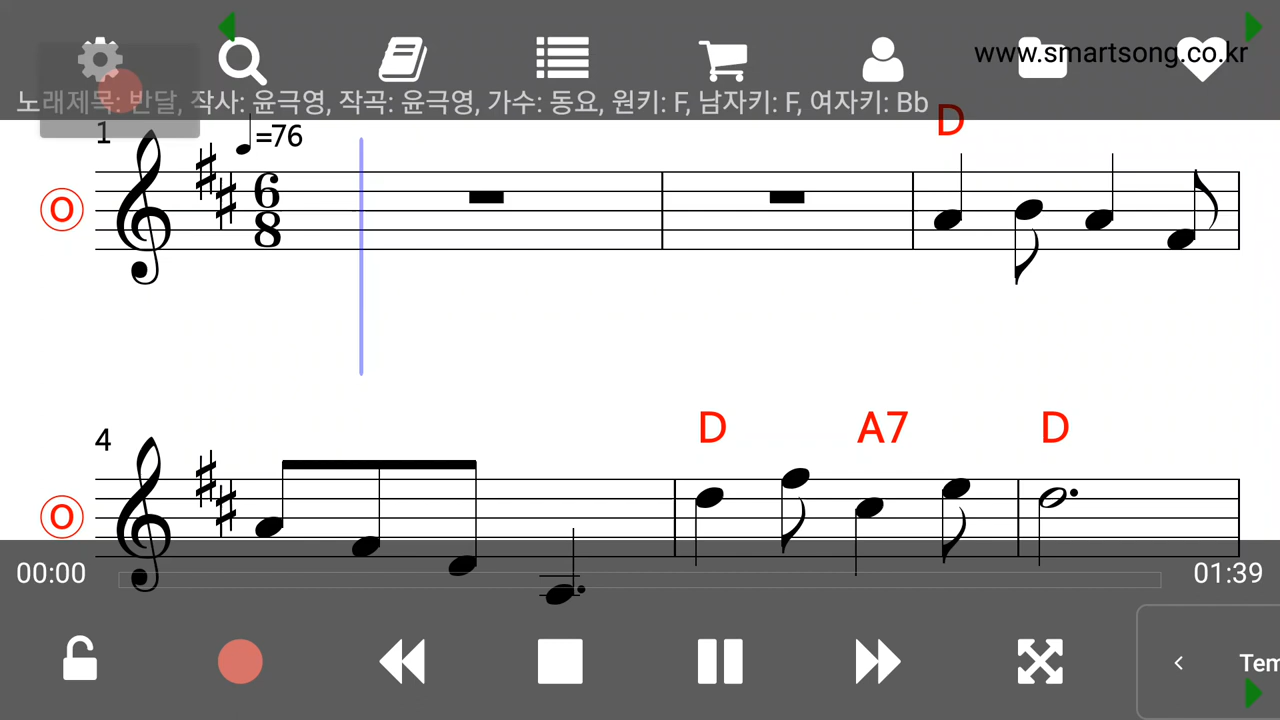 www.smartsong.co.kr
노래제목: 반달, 작사: 윤극영, 작곡: 윤극영, 가수: 동요, 원키: F, 남자키: F, 여자키: Bb
D
1 =76
O
6
8
D A7 D
4
O
00:00 01:39
Tem